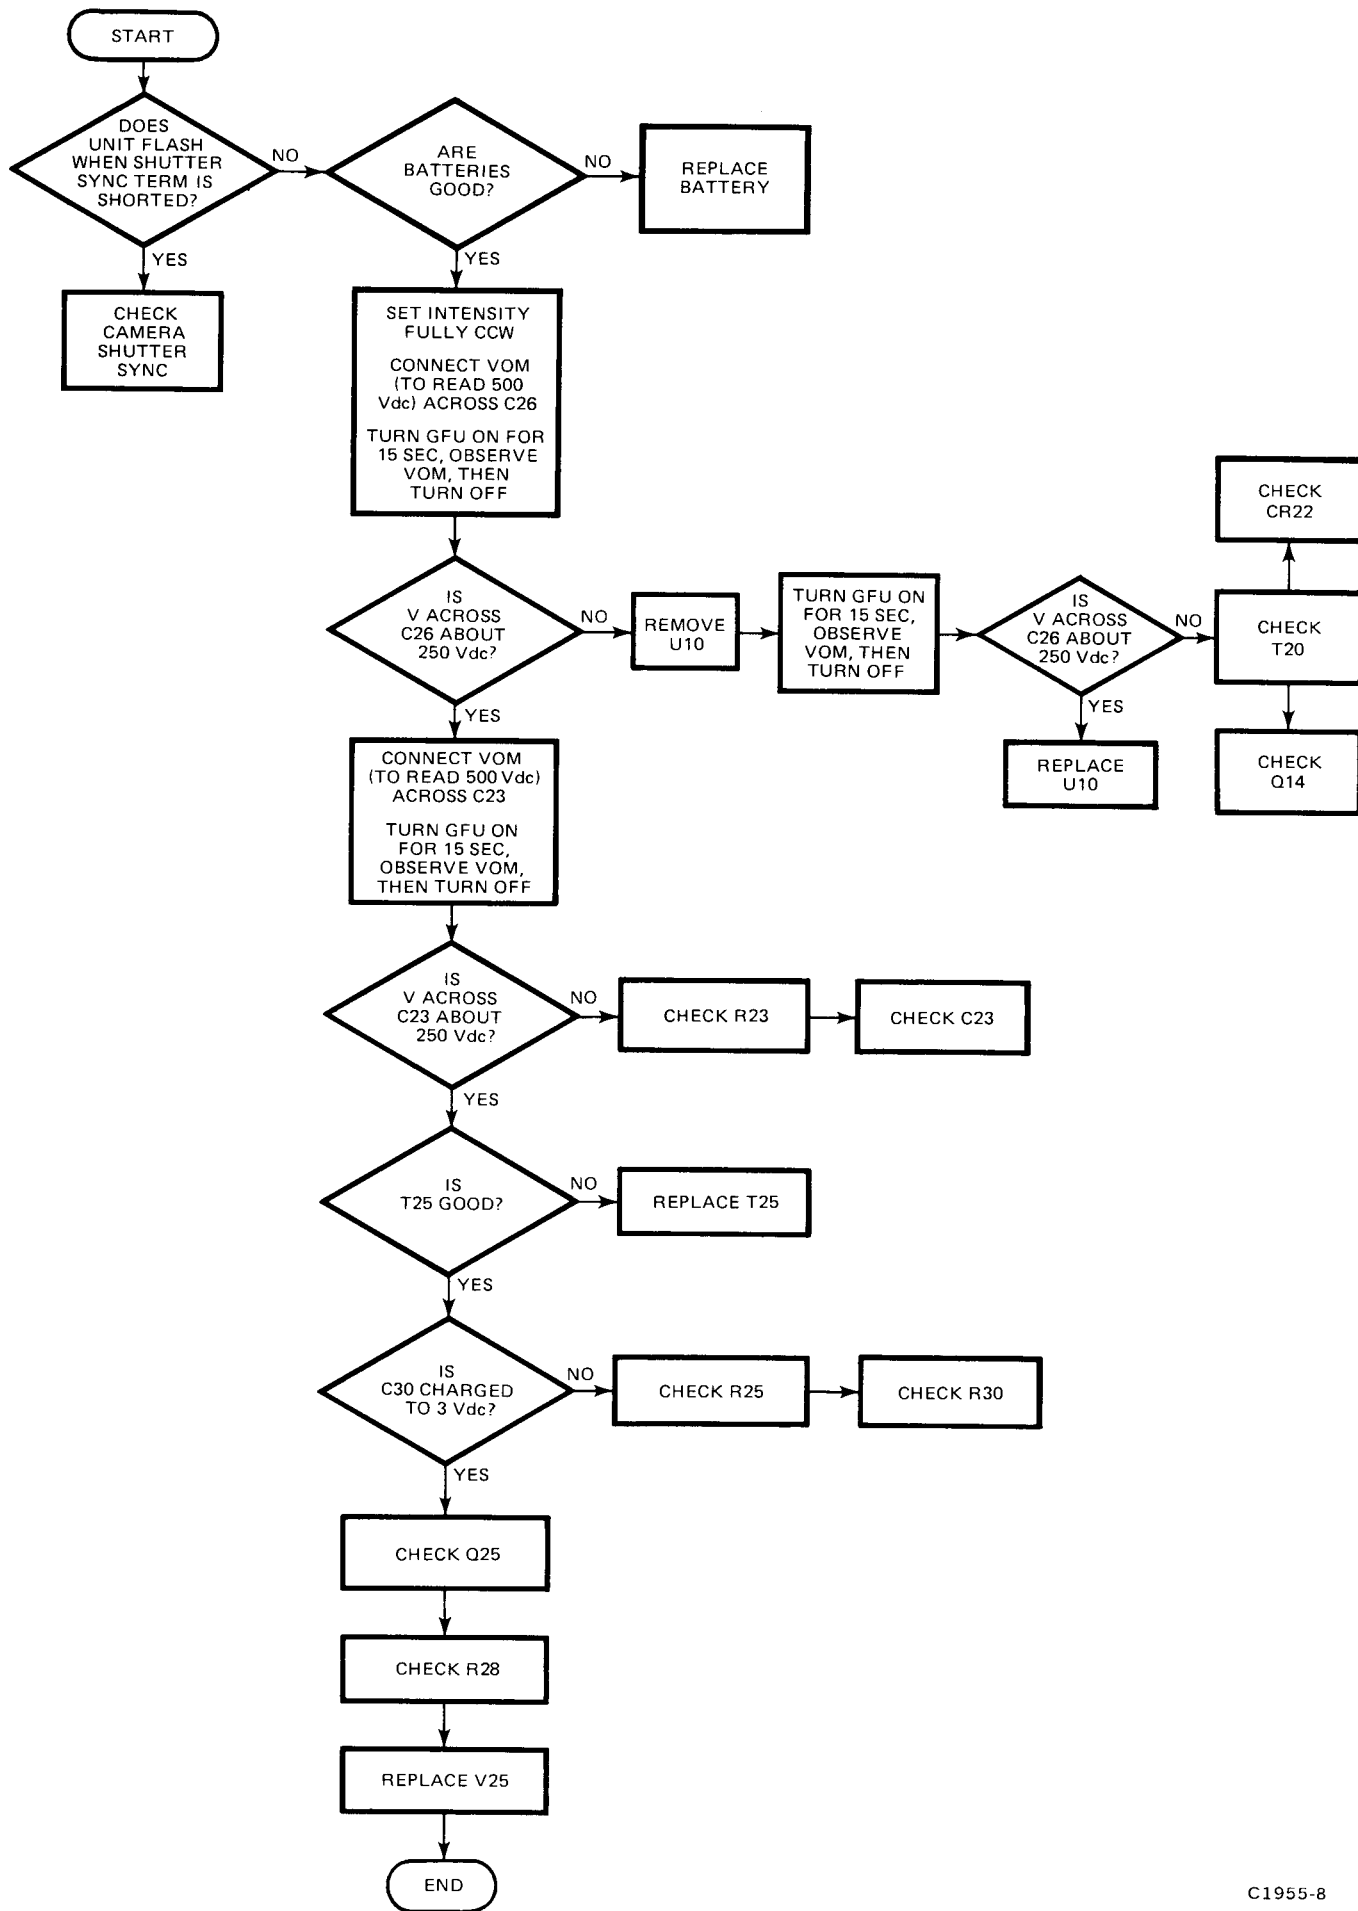 START
DOES
UNIT FLASH
WHEN SHUTTER
SYNC TERM IS
SHORTED?
NO
ARE
BATTERIES
GOOD?
NO
REPLACE
BATTERY
YES
CHECK
CAMERA
SHUTTER
SYNC
YES
SET INTENSITY
FULLY CCW
CONNECT VOM
(TO READ 500
Vdc) ACROSS C26
TURN GFU ON FOR
15 SEC, OBSERVE
VOM, THEN
TURN OFF
IS
V ACROSS
C26 ABOUT
250 Vdc?
NO
REMOVE
U10
TURN GFU ON
FOR 15 SEC,
OBSERVE
VOM, THEN
TURN OFF
IS
V ACROSS
C26 ABOUT
250 Vdc?
NO
CHECK
T20
CHECK
CR22
CHECK
Q14
YES
REPLACE
U10
YES
CONNECT VOM
(TO READ 500 Vdc)
ACROSS C23
TURN GFU ON
FOR 15 SEC,
OBSERVE VOM,
THEN TURN OFF
IS
V ACROSS
C23 ABOUT
250 Vdc?
NO
CHECK R23
CHECK C23
YES
IS
T25 GOOD?
NO
REPLACE T25
YES
IS
C30 CHARGED
TO 3 Vdc?
NO
CHECK R25
CHECK R30
YES
CHECK Q25
CHECK R28
REPLACE V25
END
C1955-8